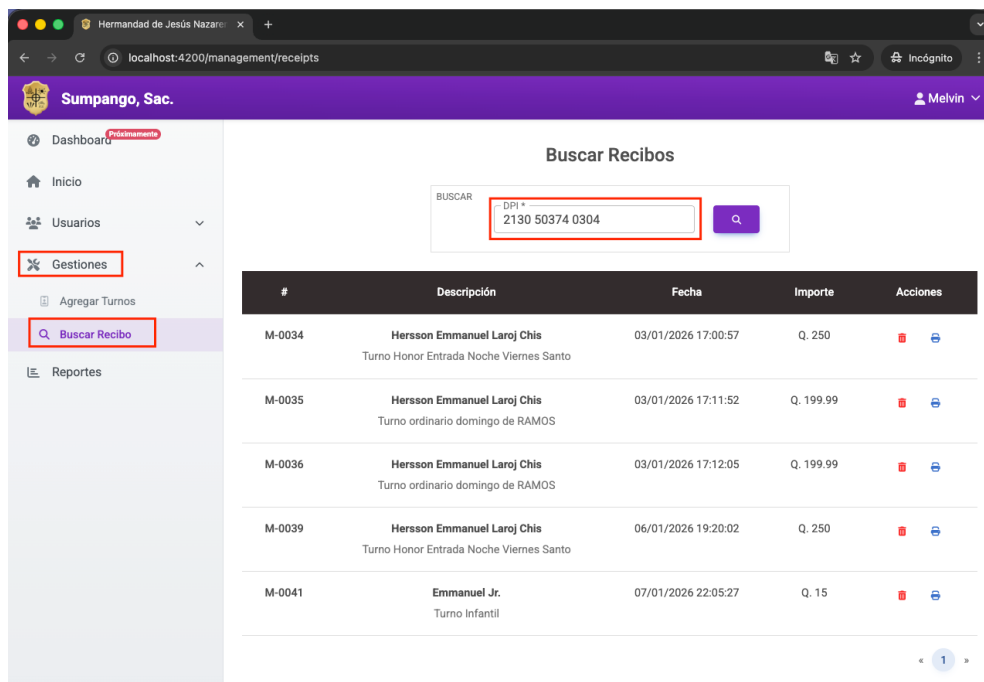 Hermandad de Jesús Nazare
localhost:4200/management/receipts
Incógnito
Sumpango, Sac.
Melvin
Dashboard
Próximamente
Inicio
Usuarios
Gestiones
Agregar Turnos
Buscar Recibo
Reportes
Buscar Recibos
BUSCAR
DPI *
2130 50374 0304
# Descripción Fecha Importe Acciones
M-0034 Hersson Emmanuel Laroj Chis 03/01/2026 17:00:57 Q. 250
Turno Honor Entrada Noche Viernes Santo
M-0035 Hersson Emmanuel Laroj Chis 03/01/2026 17:11:52 Q. 199.99
Turno ordinario domingo de RAMOS
M-0036 Hersson Emmanuel Laroj Chis 03/01/2026 17:12:05 Q. 199.99
Turno ordinario domingo de RAMOS
M-0039 Hersson Emmanuel Laroj Chis 06/01/2026 19:20:02 Q. 250
Turno Honor Entrada Noche Viernes Santo
M-0041 Emmanuel Jr. 07/01/2026 22:05:27 Q. 15
Turno Infantil
« 1 »